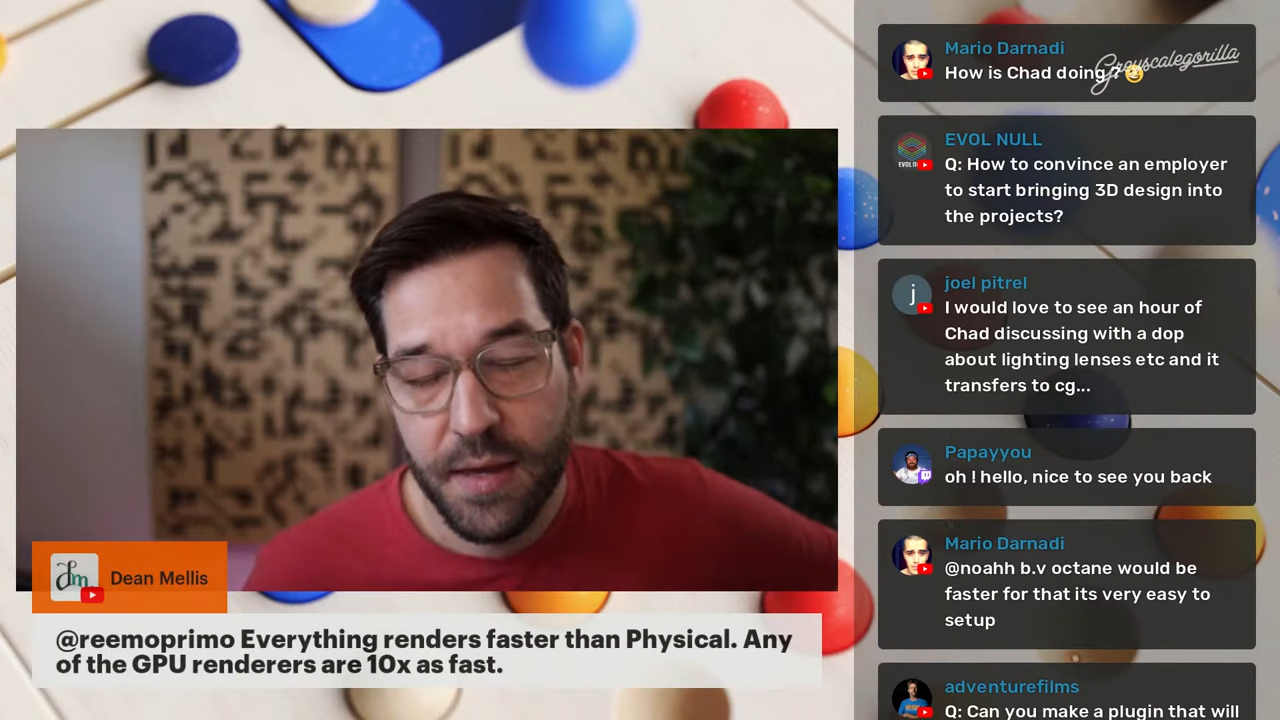 Mario Darnadi
How is Chad doing ? 😄
Greyscalegorilla
EVOL NULL
Q: How to convince an employer
to start bringing 3D design into
the projects?
joel pitrel
I would love to see an hour of
Chad discussing with a dop
about lighting lenses etc and it
transfers to cg...
Papayyou
oh ! hello, nice to see you back
Mario Darnadi
@noahh b.v octane would be
faster for that its very easy to
setup
adventurefilms
Q: Can you make a plugin that will
Dean Mellis
@reemoprimo Everything renders faster than Physical. Any
of the GPU renderers are 10x as fast.